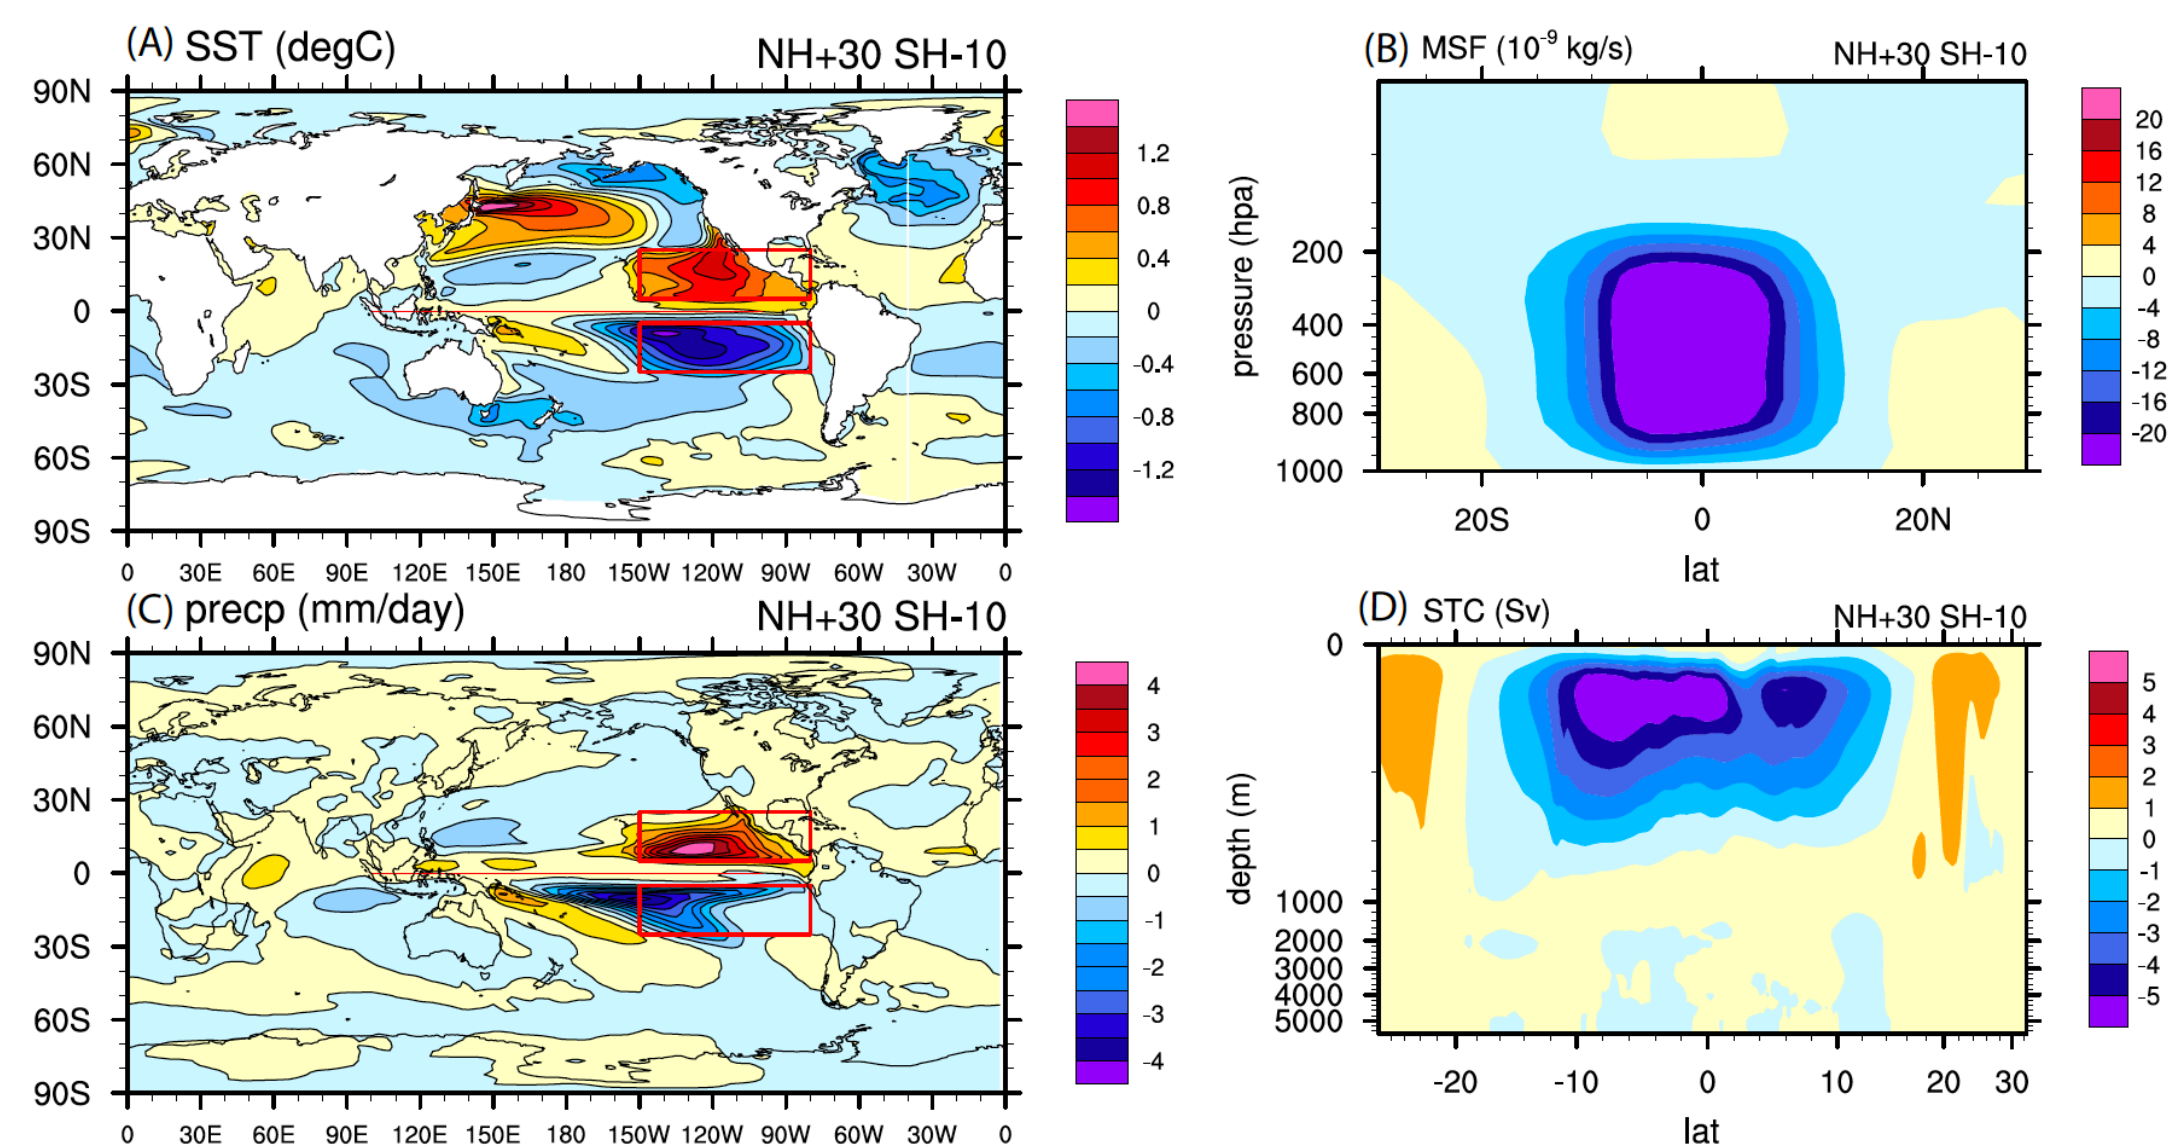 (A) SST (degC) NH+30 SH-10
90N
60N
30N
0
30S
60S
90S
0 30E 60E 90E 120E 150E 180 150W 120W 90W 60W 30W 0
1.2
0.8
0.4
0
-0.4
-0.8
-1.2
(B) MSF (10-9 kg/s) NH+30 SH-10
pressure (hpa)
200
400
600
800
1000
20S 0 20N
lat
20
16
12
8
4
0
-4
-8
-12
-16
-20
(C) precp (mm/day) NH+30 SH-10
90N
60N
30N
0
30S
60S
90S
0 30E 60E 90E 120E 150E 180 150W 120W 90W 60W 30W 0
4
3
2
1
0
-1
-2
-3
-4
(D) STC (Sv) NH+30 SH-10
depth (m)
0
1000
2000
3000
4000
5000
-20 -10 0 10 20 30
lat
5
4
3
2
1
0
-1
-2
-3
-4
-5